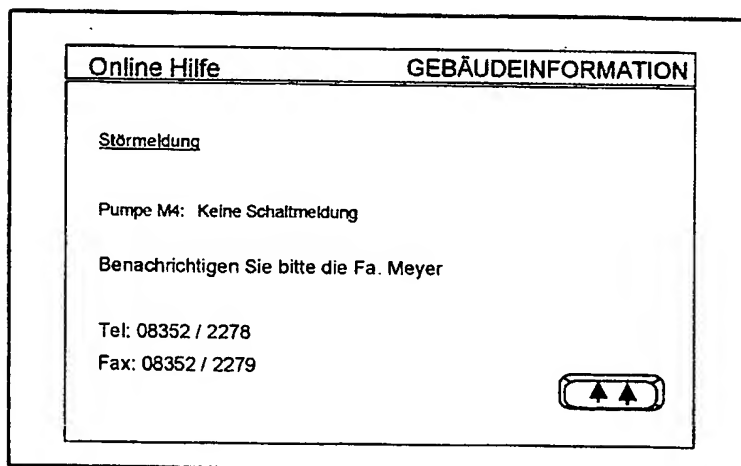 Online Hilfe GEBÄUDEINFORMATION
Störmeldung
Pumpe M4: Keine Schaltmeldung
Benachrichtigen Sie bitte die Fa. Meyer
Tel: 08352 / 2278
Fax: 08352 / 2279